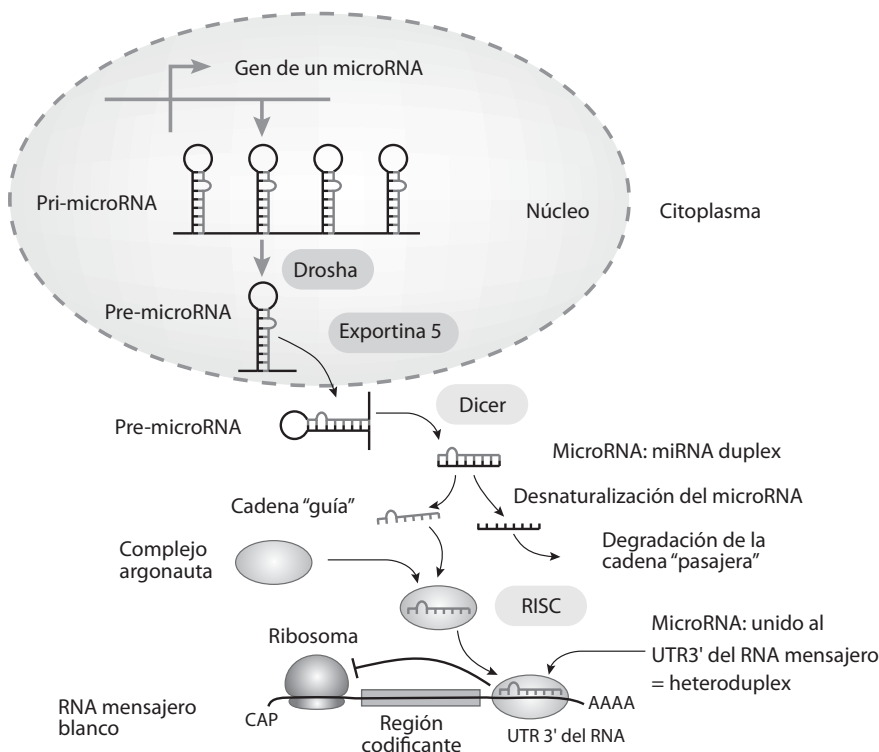 Gen de un microRNA
Pri-microRNA
Núcleo
Citoplasma
Drosha
Pre-microRNA
Exportina 5
Pre-microRNA
Dicer
MicroRNA: miRNA duplex
Desnaturalización del microRNA
Cadena “guía”
Degradación de la
cadena “pasajera”
Complejo
argonauta
RISC
MicroRNA: unido al
UTR3' del RNA mensajero
= heteroduplex
Ribosoma
RNA mensajero
blanco
CAP
Región
codificante
AAAA
UTR 3' del RNA